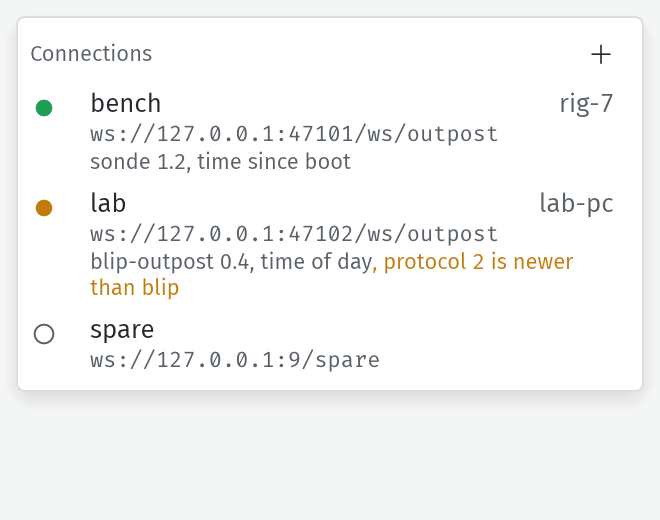 Connections
bench rig-7
ws://127.0.0.1:47101/ws/outpost
sonde 1.2, time since boot
lab lab-pc
ws://127.0.0.1:47102/ws/outpost
blip-outpost 0.4, time of day, protocol 2 is newer
than blip
spare
ws://127.0.0.1:9/spare